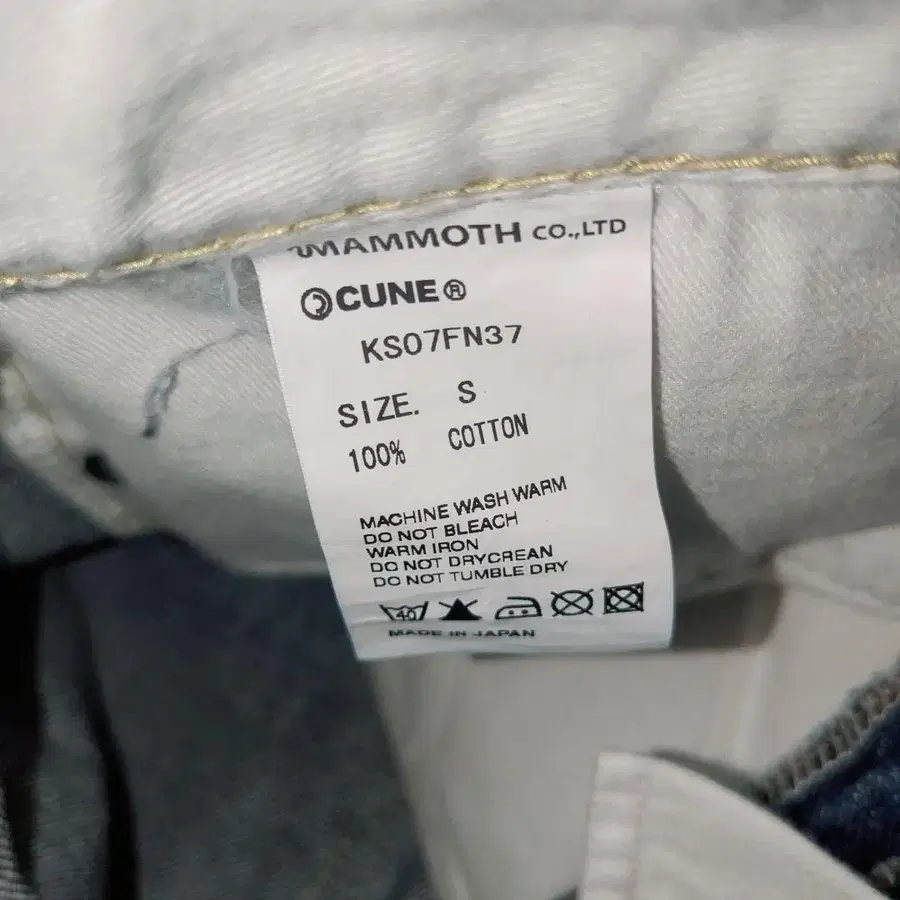 MAMMOTH CO.,LTD
CUNE®
KS07FN37
SIZE. S
100% COTTON
MACHINE WASH WARM
DO NOT BLEACH
WARM IRON
DO NOT DRYCREAN
DO NOT TUMBLE DRY
40
MADE IN JAPAN